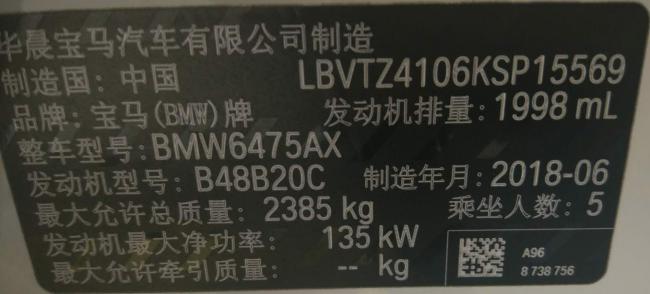 华晨宝马汽车有限公司制造
制造国: 中国 LBVTZ4106KSP15569
品牌: 宝马(BMW)牌 发动机排量: 1998 mL
整车型号: BMW6475AX
发动机型号: B48B20C 制造年月: 2018-06
最大允许总质量: 2385 kg 乘坐人数: 5
发动机最大净功率: 135 kW
最大允许牵引质量: -- kg
A96
8 738 756